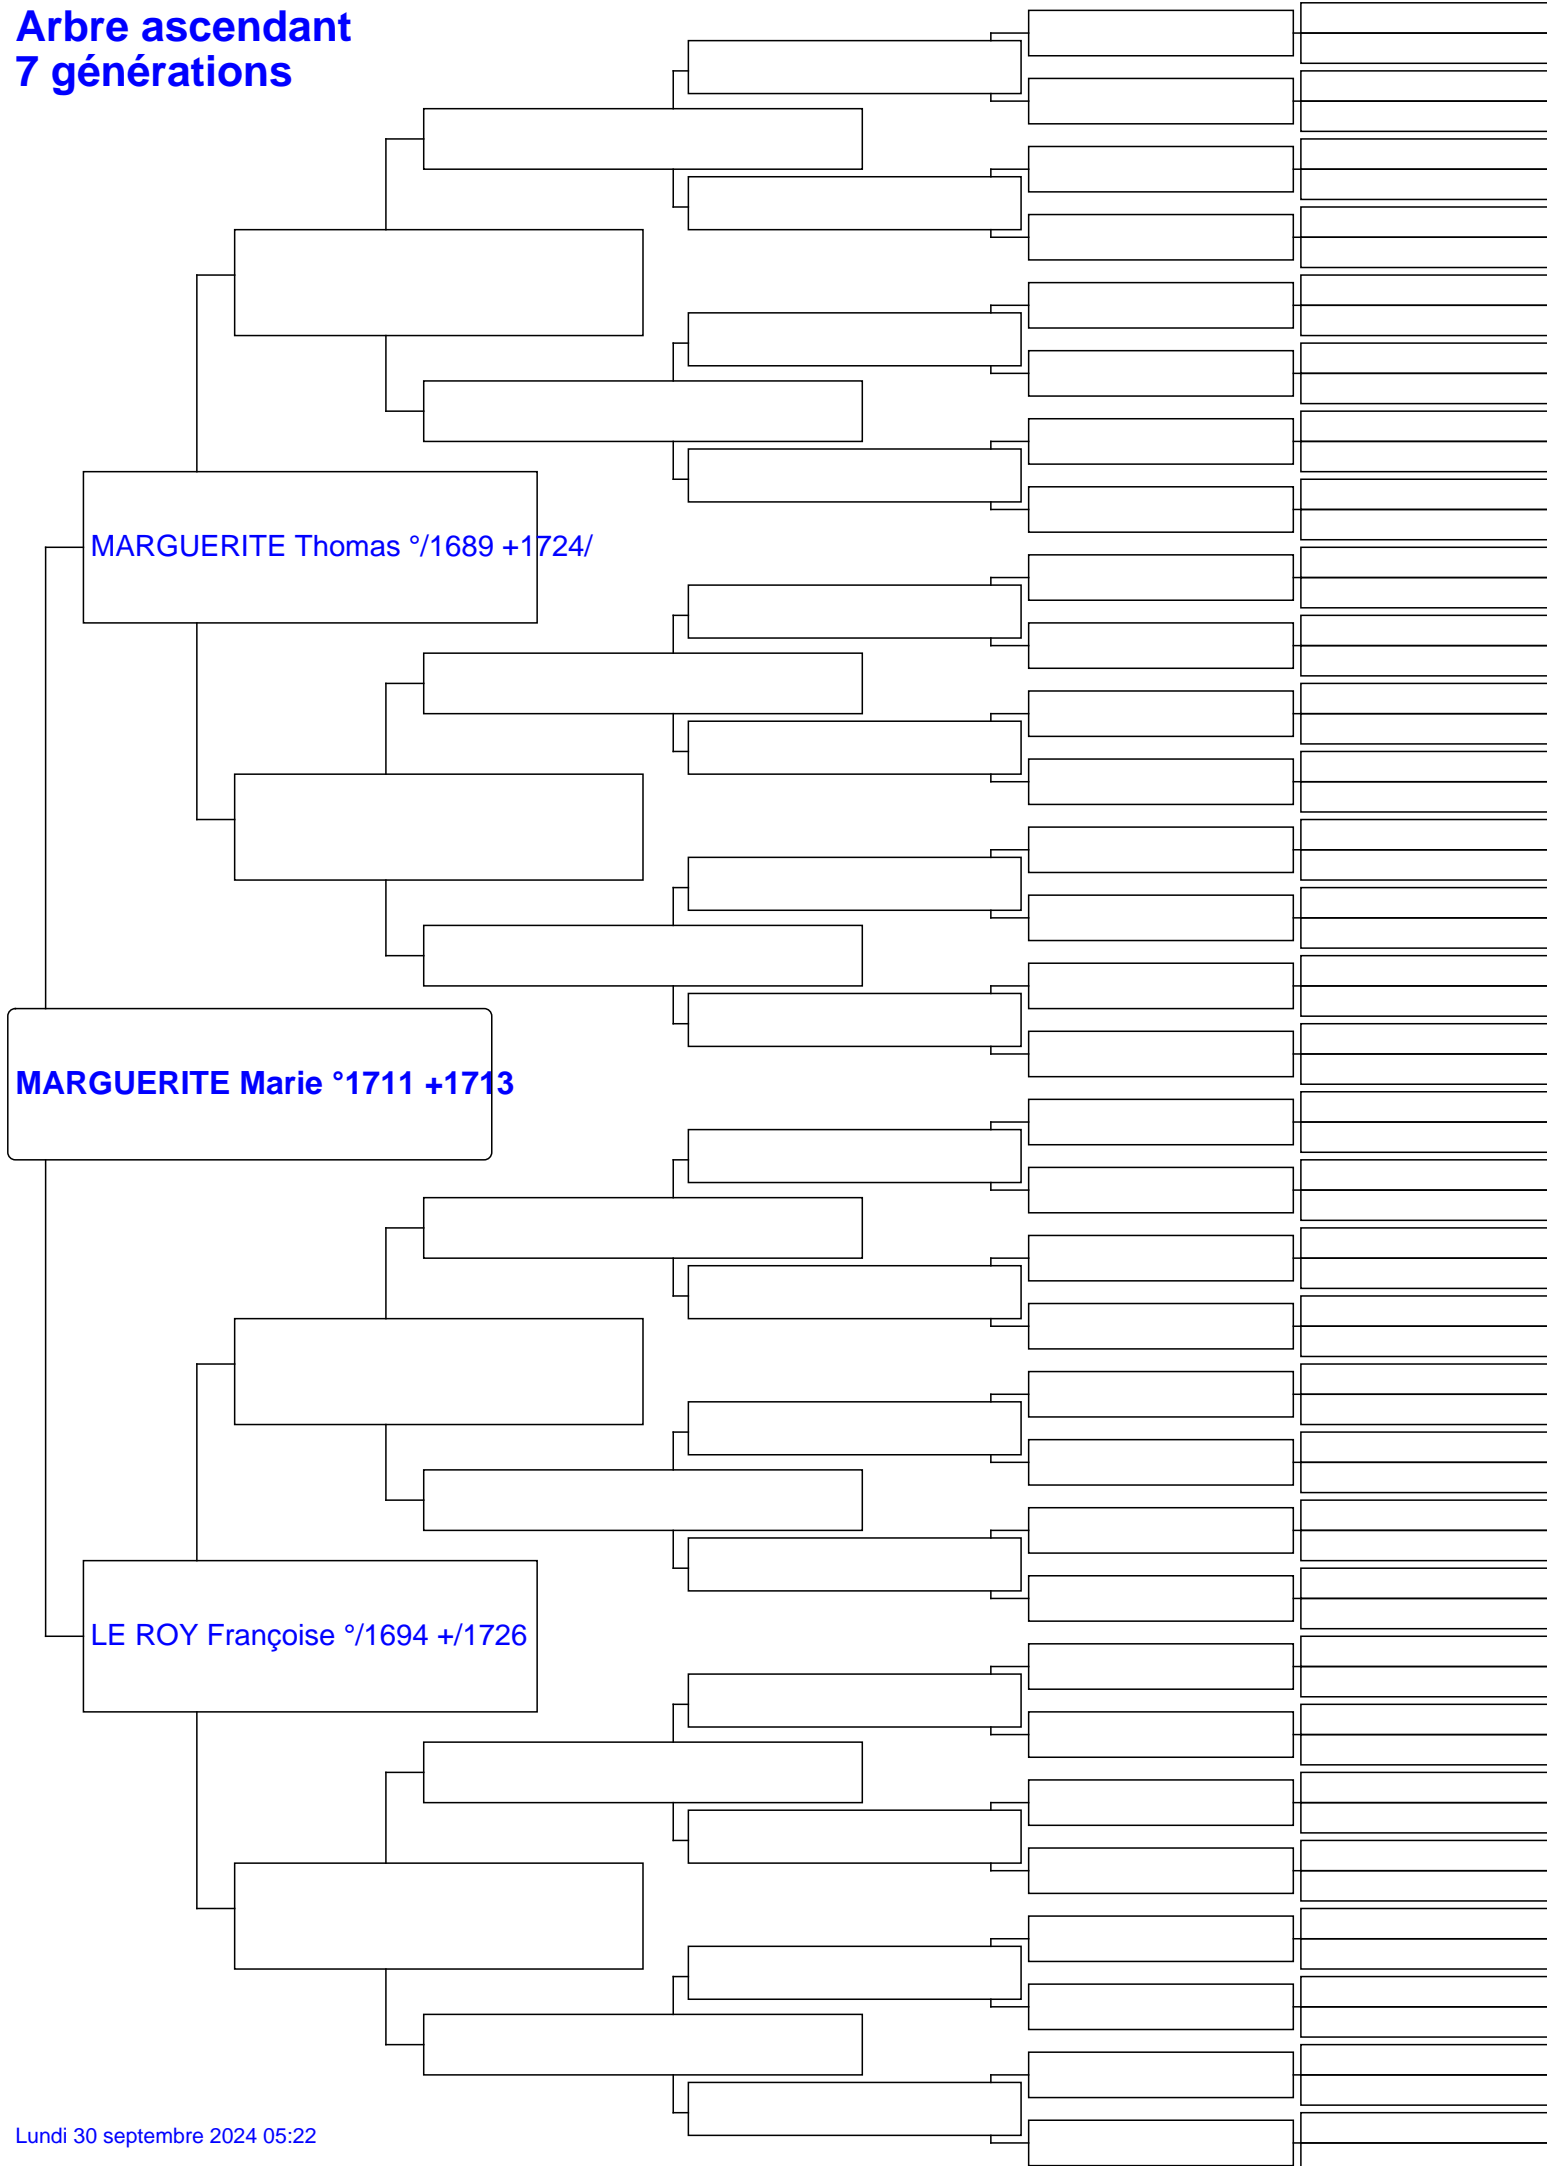 Arbre ascendant
7 générations
MARGUERITE Thomas °/1689 +1724/
MARGUERITE Marie °1711 +1713
LE ROY Françoise °/1694 +/1726
Lundi 30 septembre 2024 05:22